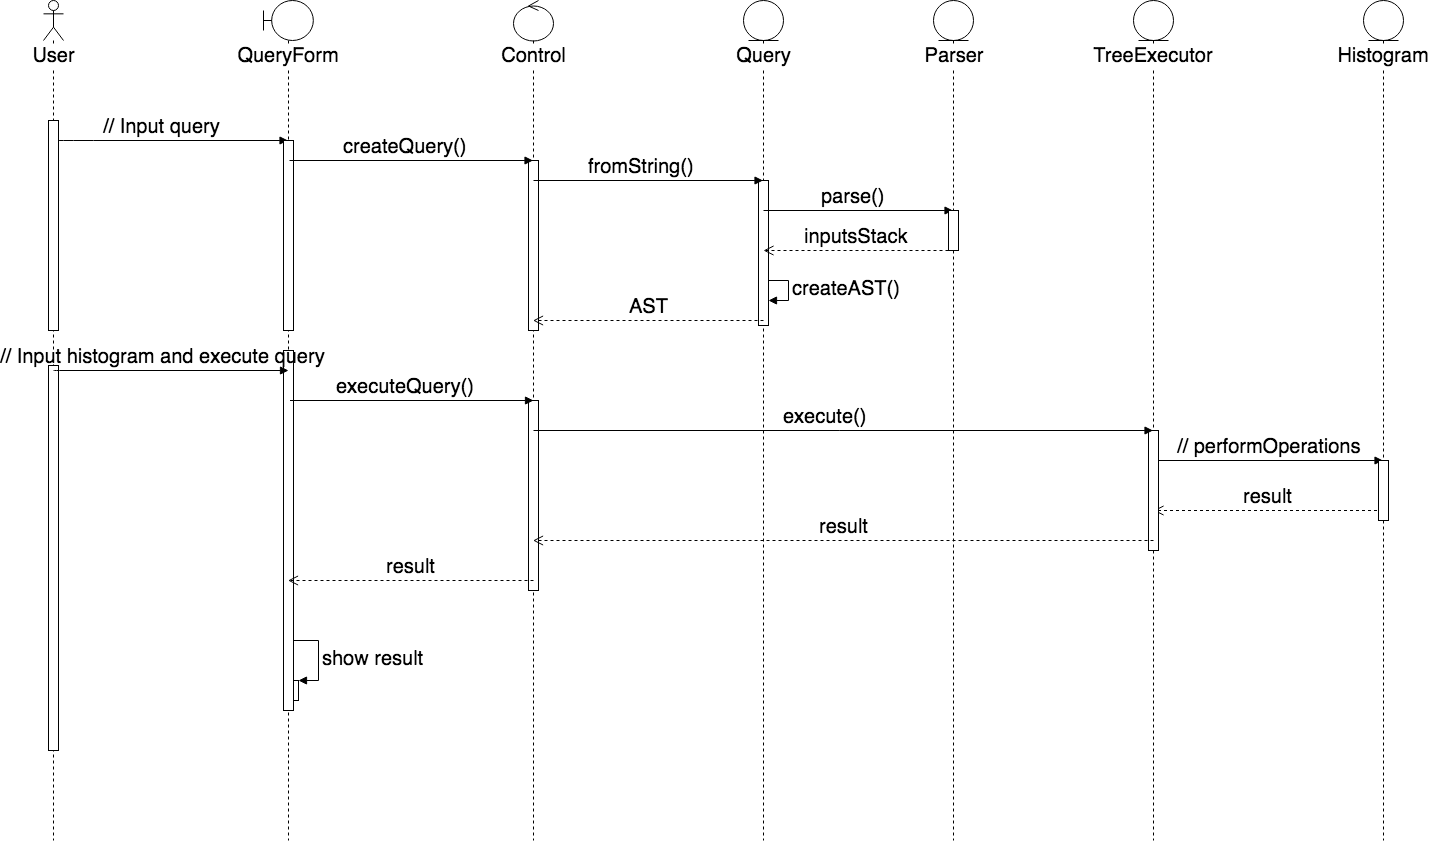 User
QueryForm
Control
Query
Parser
TreeExecutor
Histogram
// Input query
createQuery()
fromString()
parse()
inputsStack
createAST()
AST
// Input histogram and execute query
executeQuery()
execute()
// performOperations
result
result
result
show result